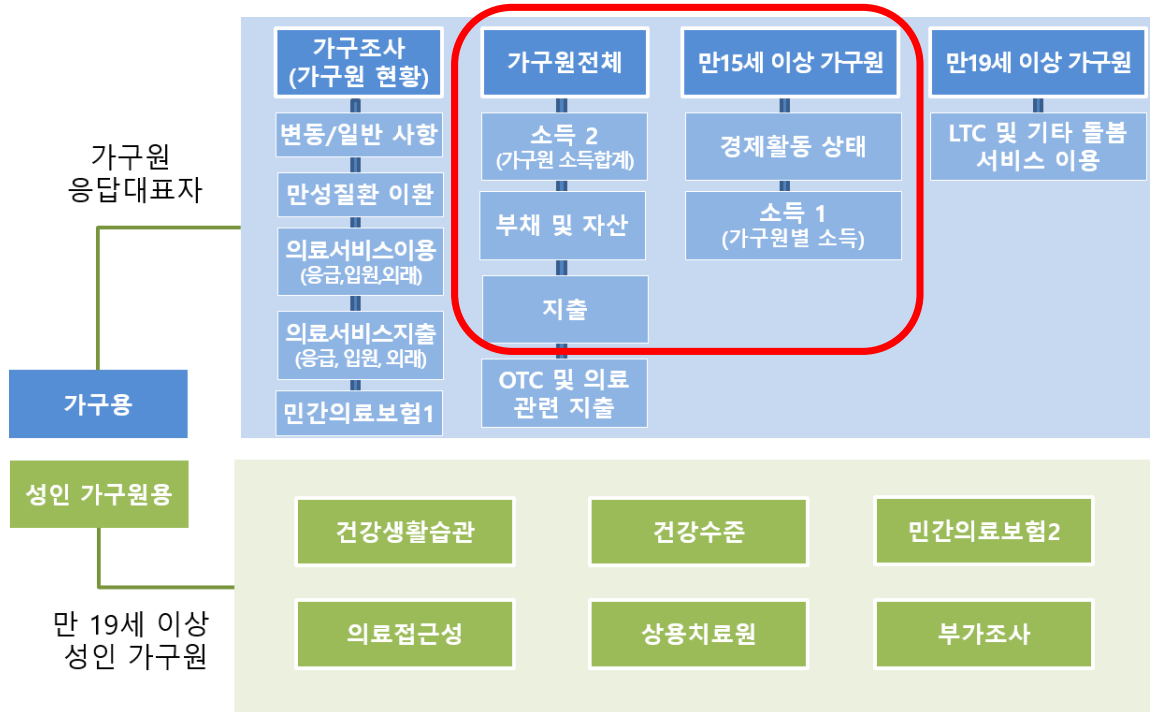 가구원
응답대표자
가구용
가구조사
(가구원 현황)
변동/일반 사항
만성질환 이환
의료서비스이용
(응급,입원,외래)
의료서비스지출
(응급, 입원, 외래)
민간의료보험1
가구원전체
소득 2
(가구원 소득합계)
부채 및 자산
지출
OTC 및 의료
관련 지출
만15세 이상 가구원
경제활동 상태
소득 1
(가구원별 소득)
만19세 이상 가구원
LTC 및 기타 돌봄
서비스 이용
성인 가구원용
만 19세 이상
성인 가구원
건강생활습관
건강수준
민간의료보험2
의료접근성
상용치료원
부가조사